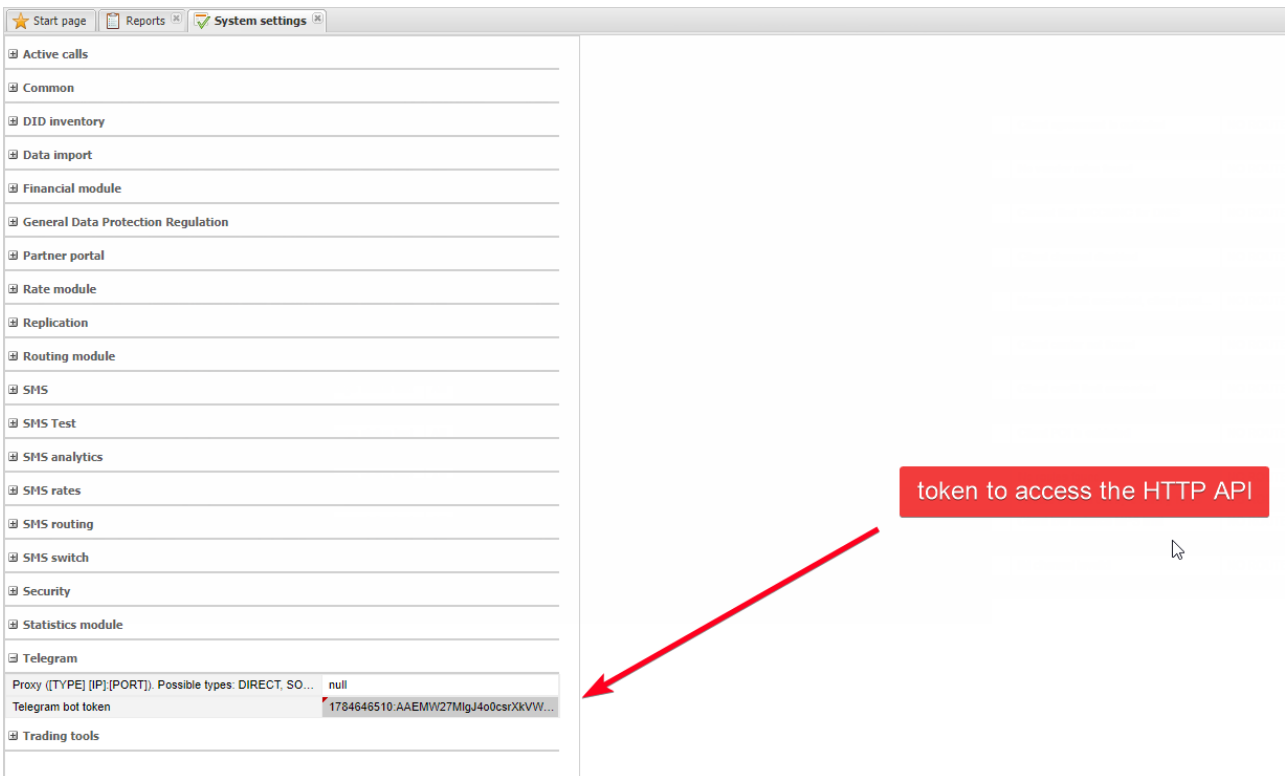 Start page Reports System settings
Active calls
Common
DID inventory
Data import
Financial module
General Data Protection Regulation
Partner portal
Rate module
Replication
Routing module
SMS
SMS Test
SMS analytics
SMS rates
token to access the HTTP API
SMS routing
SMS switch
Security
Statistics module
Telegram
Proxy ([TYPE] [IP]:[PORT]). Possible types: DIRECT, SO... null
Telegram bot token 1784646510:AAEMW27MIgJ4o0csrXkVW...
Trading tools